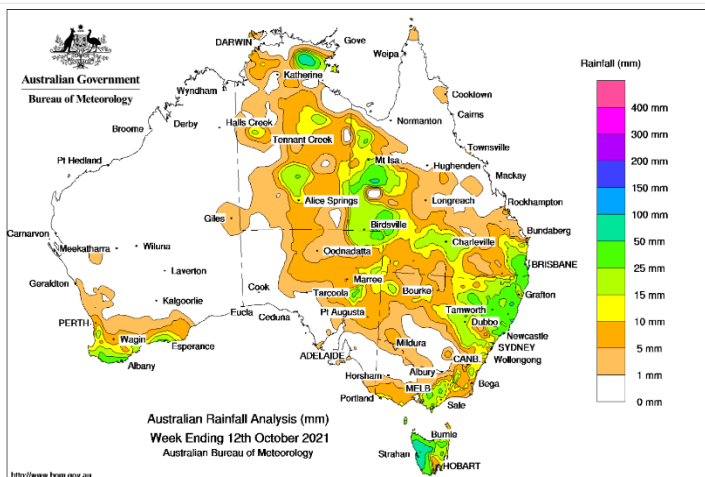 Australian Government
Bureau of Meteorology
DARWIN
Gove
Weipa
Katherine
Wyndham
Cooktown
Cairns
Normanton
Derby
Broome
Halls Creek
Tennant Creek
Townsville
Mt Isa
Hughenden
Pt Hedland
Mackay
Rockhampton
Longreach
Alice Springs
Giles
Birdsville
Bundaberg
Carnarvon
Meekatharra
Wiluna
Oodnadatta
Charleville
BRISBANE
Laverton
Marree
Geraldton
Tarcoola
Bourke
Grafton
Kalgoorlie
Cook
Eucla
Ceduna
Pt Augusta
Tamworth
Dubbo
PERTH
Wagin
Esperance
Newcastle
SYDNEY
Wollongong
Albany
ADELAIDE
Mildura
CANB.
Horsham
Albury
Bega
Portland
MELB
Sale
Burnie
Strahan
HOBART
Australian Rainfall Analysis (mm)
Week Ending 12th October 2021
Australian Bureau of Meteorology
http://www.bom.gov.au
Rainfall (mm)
400 mm
300 mm
200 mm
150 mm
100 mm
50 mm
25 mm
15 mm
10 mm
5 mm
1 mm
0 mm